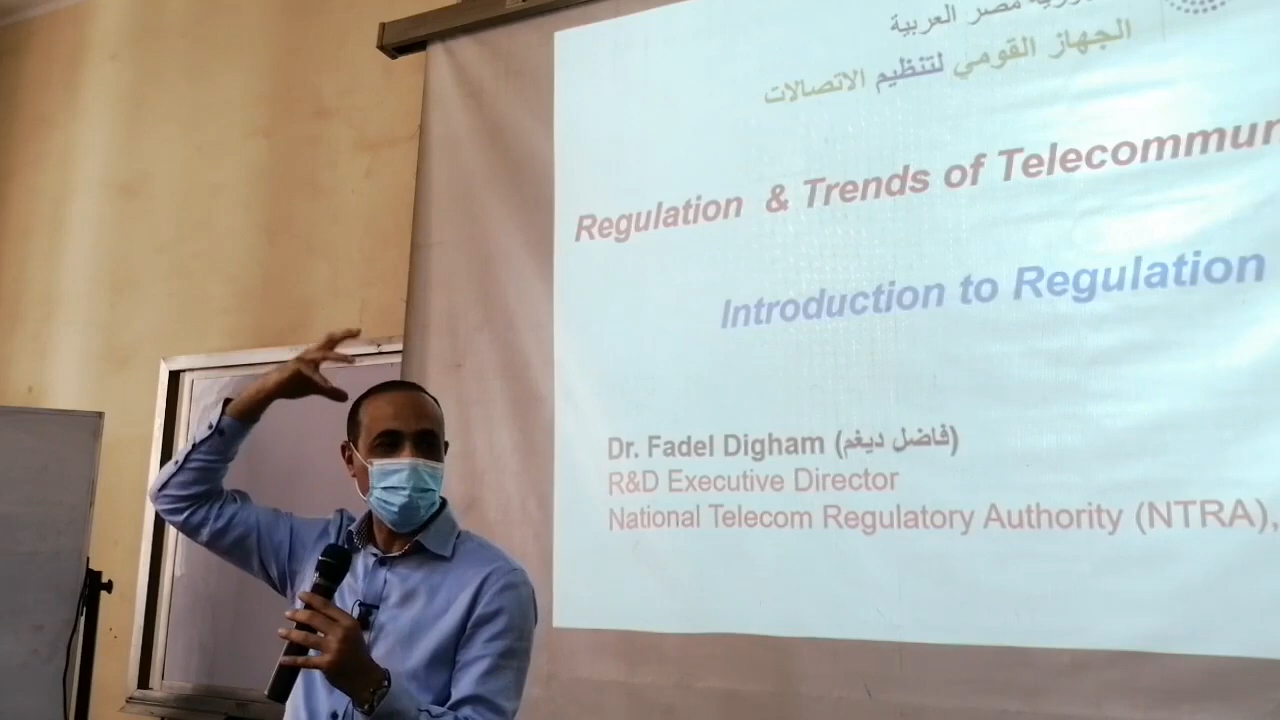 مصر العربية
الجهاز القومي لتنظيم الاتصالات
Regulation & Trends of Telecommun
Introduction to Regulation
Dr. Fadel Digham (فاضل ديغم)
R&D Executive Director
National Telecom Regulatory Authority (NTRA),